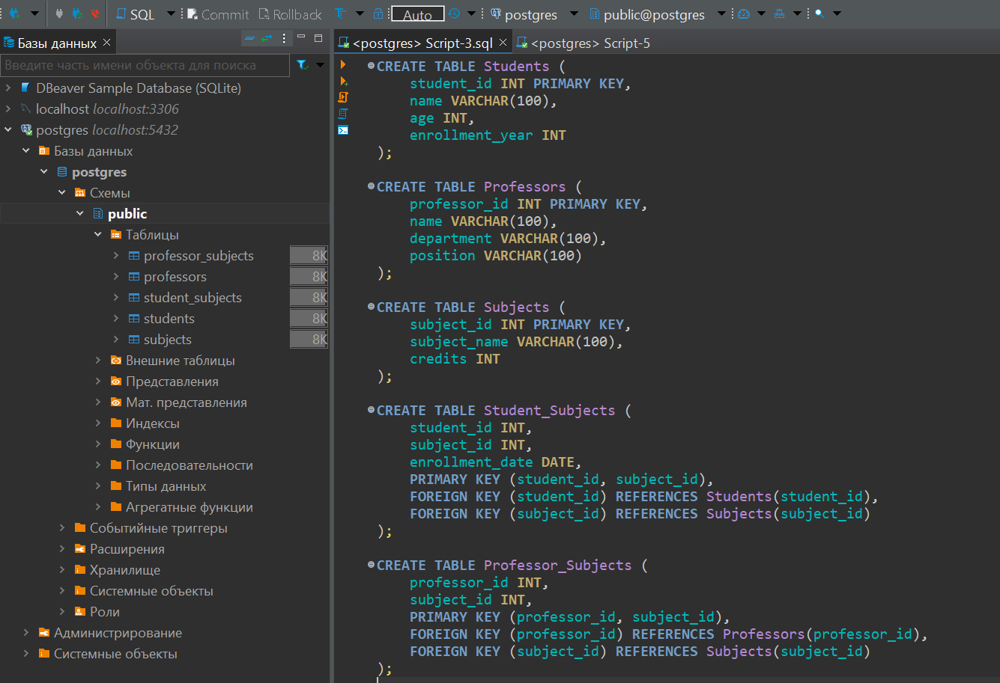 SQL Commit Rollback Auto postgres public@postgres
Базы данных
Введите часть имени объекта для поиска
DBeaver Sample Database (SQLite)
localhost localhost:3306
postgres localhost:5432
Базы данных
postgres
Схемы
public
Таблицы
professor_subjects 8K
professors 8K
student_subjects 8K
students 8K
subjects 8K
Внешние таблицы
Представления
Мат. представления
Индексы
Функции
Последовательности
Типы данных
Агрегатные функции
Событийные триггеры
Расширения
Хранилище
Системные объекты
Роли
Администрирование
Системные объекты
<postgres> Script-3.sql <postgres> Script-5
CREATE TABLE Students (
student_id INT PRIMARY KEY,
name VARCHAR(100),
age INT,
enrollment_year INT
);
CREATE TABLE Professors (
professor_id INT PRIMARY KEY,
name VARCHAR(100),
department VARCHAR(100),
position VARCHAR(100)
);
CREATE TABLE Subjects (
subject_id INT PRIMARY KEY,
subject_name VARCHAR(100),
credits INT
);
CREATE TABLE Student_Subjects (
student_id INT,
subject_id INT,
enrollment_date DATE,
PRIMARY KEY (student_id, subject_id),
FOREIGN KEY (student_id) REFERENCES Students(student_id),
FOREIGN KEY (subject_id) REFERENCES Subjects(subject_id)
);
CREATE TABLE Professor_Subjects (
professor_id INT,
subject_id INT,
PRIMARY KEY (professor_id, subject_id),
FOREIGN KEY (professor_id) REFERENCES Professors(professor_id),
FOREIGN KEY (subject_id) REFERENCES Subjects(subject_id)
);